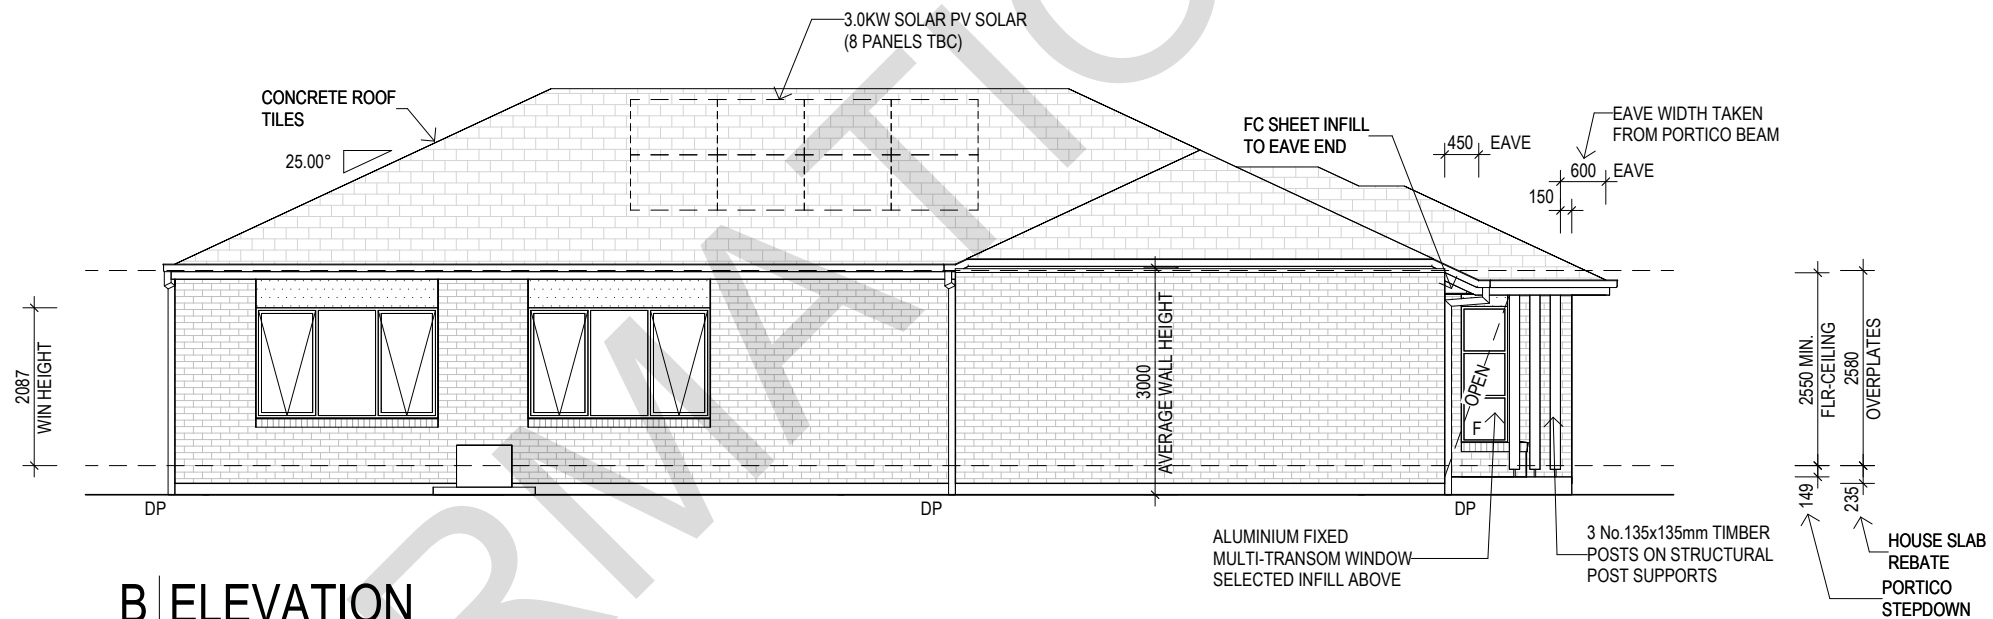 3.0KW SOLAR PV SOLAR
(8 PANELS TBC)
CONCRETE ROOF
TILES
25.00°
FC SHEET INFILL
TO EAVE END
450 EAVE
EAVE WIDTH TAKEN
FROM PORTICO BEAM
600 EAVE
150
2087
WIN HEIGHT
3000
AVERAGE WALL HEIGHT
OPEN
F
2550 MIN.
FLR-CEILING
2580
OVERPLATES
149
235
DP
DP
DP
ALUMINIUM FIXED
MULTI-TRANSOM WINDOW
SELECTED INFILL ABOVE
3 No.135x135mm TIMBER
POSTS ON STRUCTURAL
POST SUPPORTS
HOUSE SLAB
REBATE
PORTICO
STEPDOWN
B ELEVATION
RMATIO